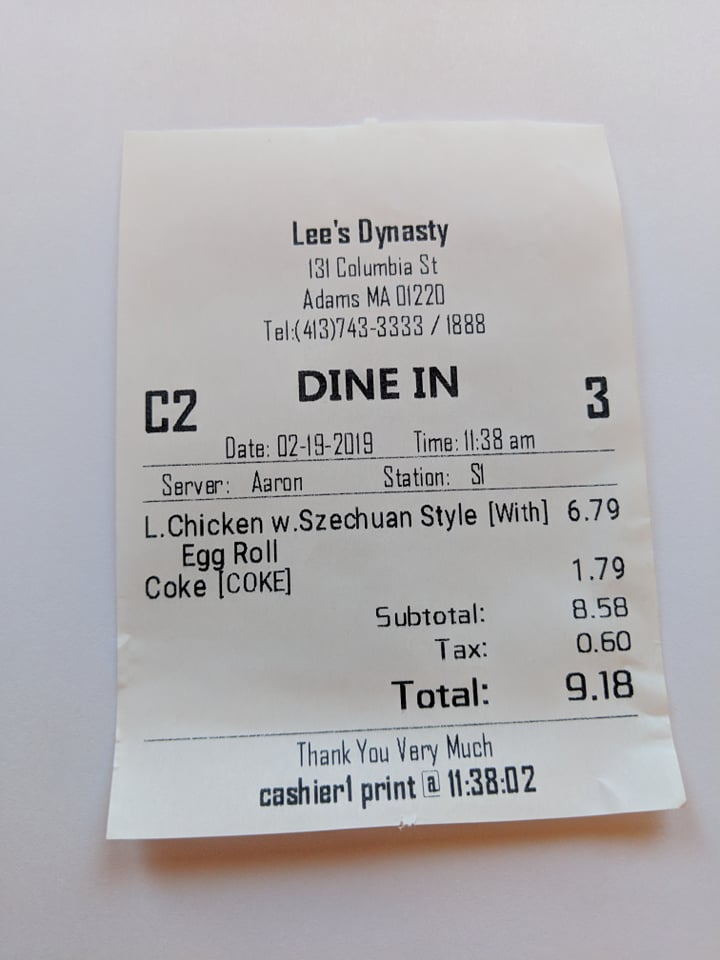 Lee's Dynasty
131 Columbia St
Adams MA 01220
Tel:(413)743-3333 / 1888
C2 DINE IN 3
Date: 02-19-2019 Time: 11:38 am
Server: Aaron Station: S1
L.Chicken w.Szechuan Style [With] 6.79
Egg Roll
Coke [COKE] 1.79
Subtotal: 8.58
Tax: 0.60
Total: 9.18
Thank You Very Much
cashier1 print @ 11:38:02